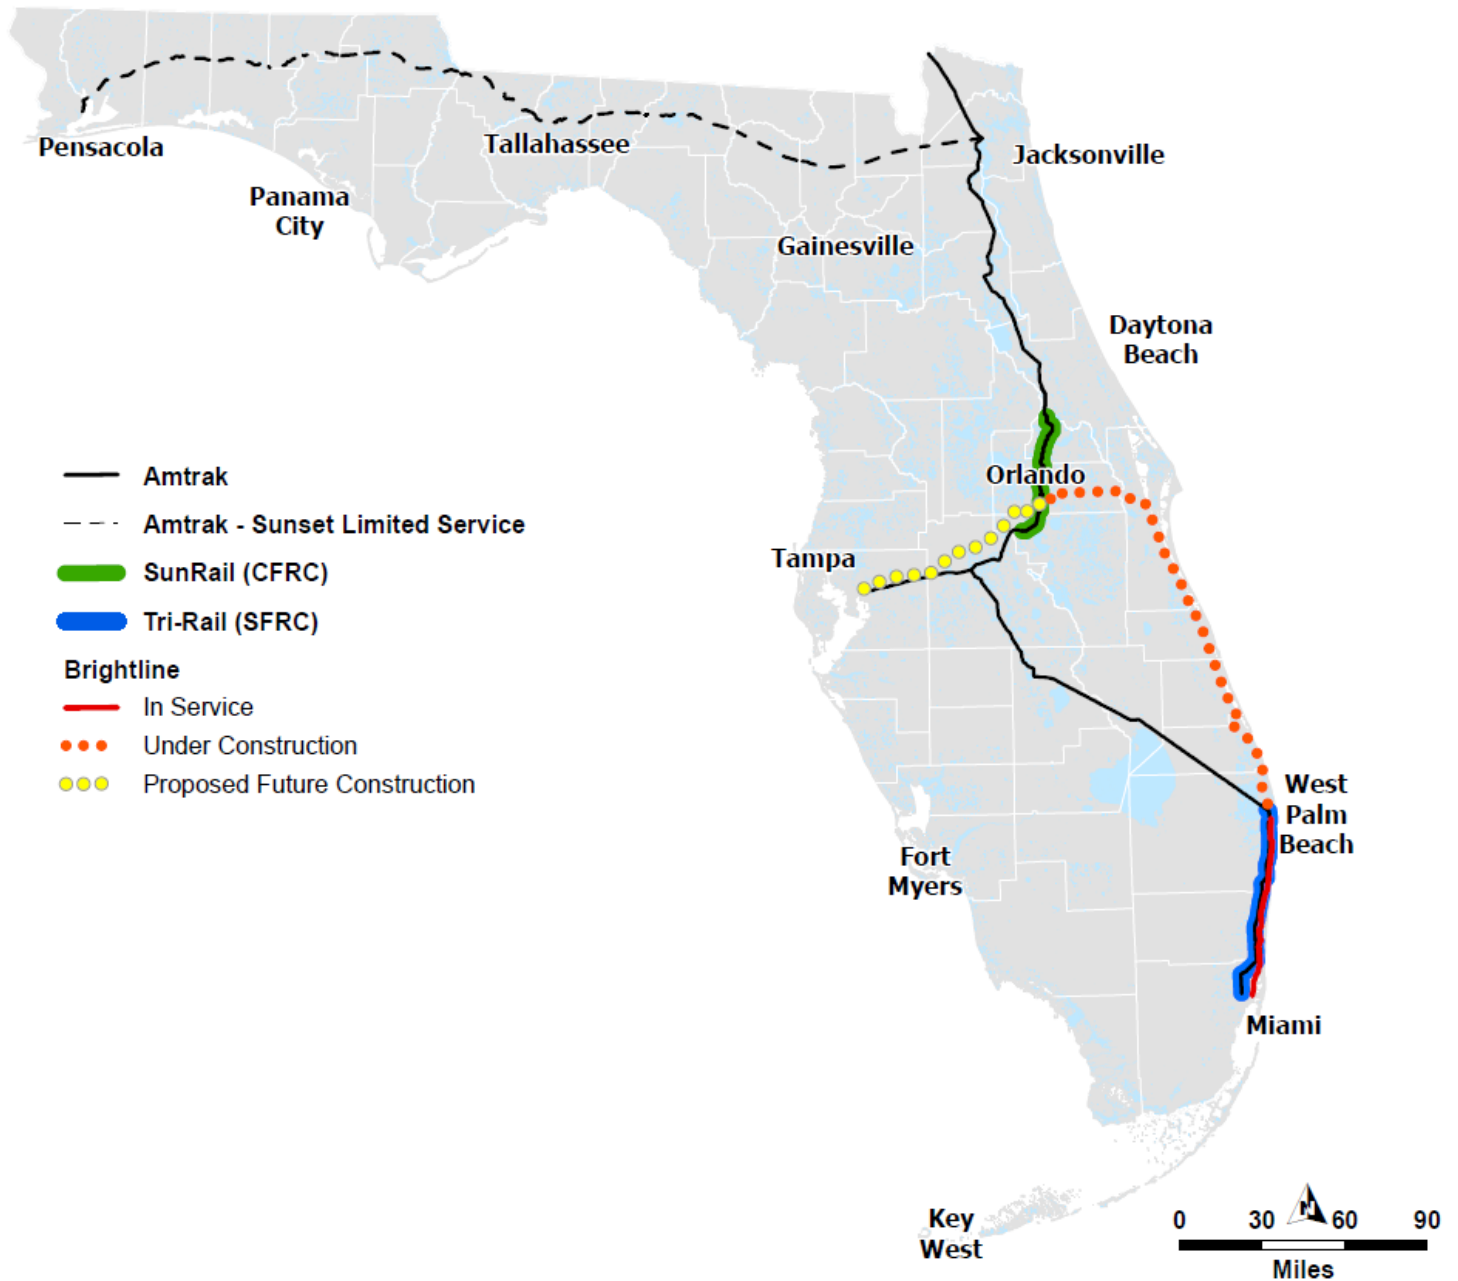 Pensacola
Tallahassee
Jacksonville
Panama
City
Gainesville
Daytona
Beach
Orlando
Tampa
Amtrak
Amtrak - Sunset Limited Service
SunRail (CFRC)
Tri-Rail (SFRC)
Brightline
In Service
Under Construction
Proposed Future Construction
West
Palm
Beach
Fort
Myers
Miami
Key
West
N
0 30 60 90
Miles